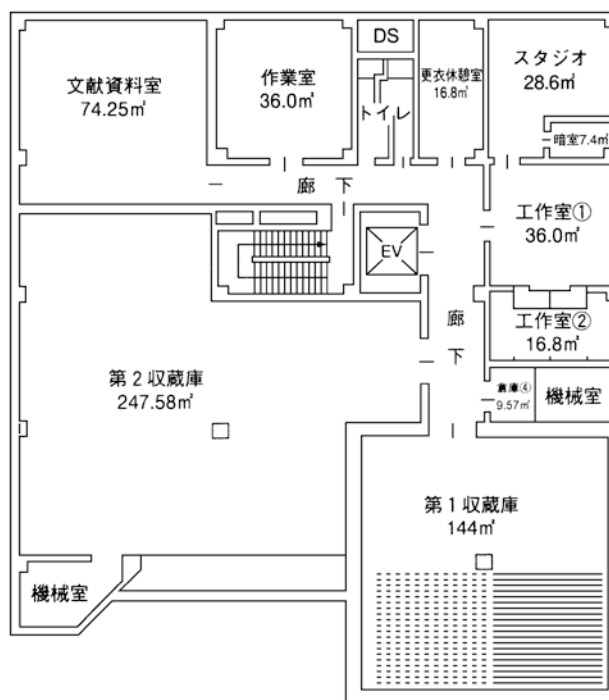 文献資料室
74.25㎡
作業室
36.0㎡
DS
トイレ
更衣休憩室
16.8㎡
スタジオ
28.6㎡
暗室7.4㎡
廊 下
工作室①
36.0㎡
EV
工作室②
16.8㎡
廊
下
倉庫④
9.57㎡
機械室
第2収蔵庫
247.58㎡
第1収蔵庫
144㎡
機械室